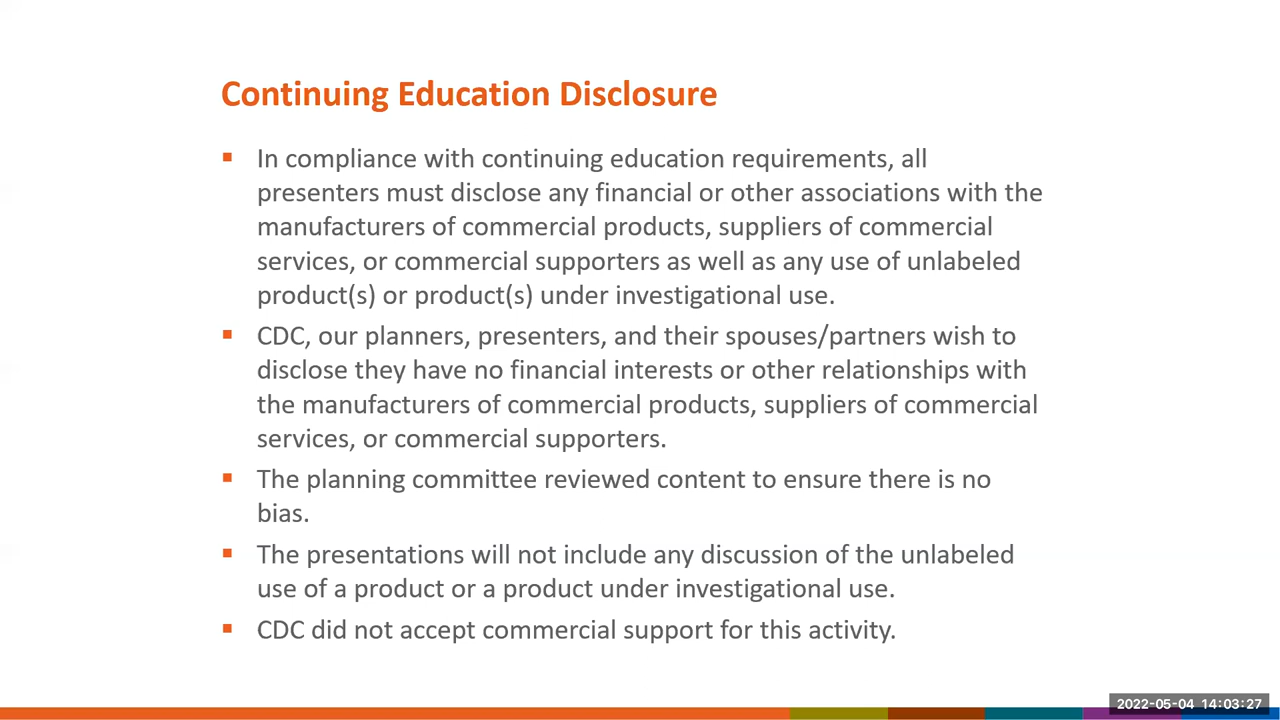 Continuing Education Disclosure
▪ In compliance with continuing education requirements, all
presenters must disclose any financial or other associations with the
manufacturers of commercial products, suppliers of commercial
services, or commercial supporters as well as any use of unlabeled
product(s) or product(s) under investigational use.
▪ CDC, our planners, presenters, and their spouses/partners wish to
disclose they have no financial interests or other relationships with
the manufacturers of commercial products, suppliers of commercial
services, or commercial supporters.
▪ The planning committee reviewed content to ensure there is no
bias.
▪ The presentations will not include any discussion of the unlabeled
use of a product or a product under investigational use.
▪ CDC did not accept commercial support for this activity.
2022-05-04 14:03:27